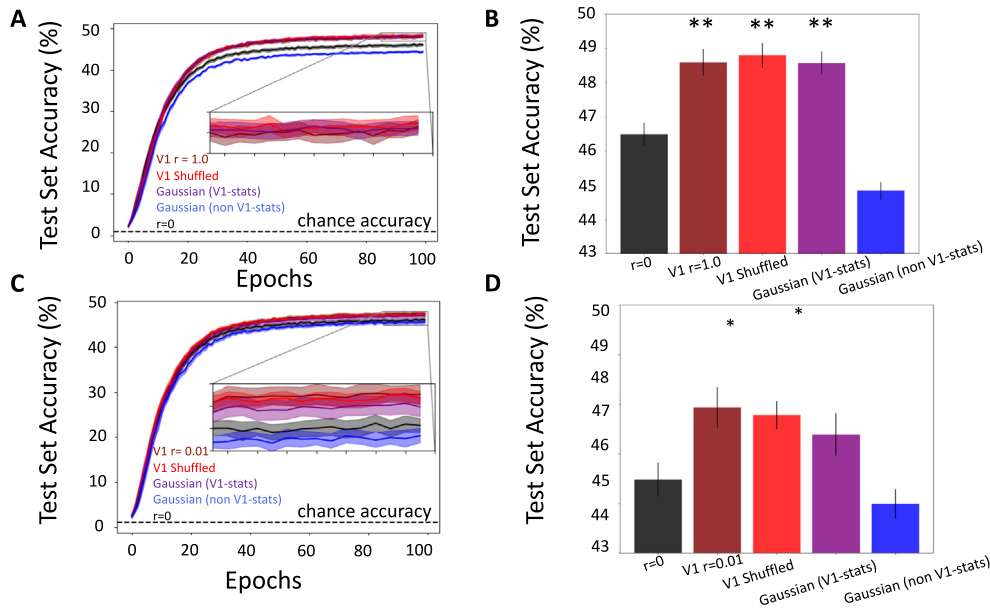 A
Test Set Accuracy (%)
50
40
30
20
10
0
V1 r = 1.0
V1 Shuffled
Gaussian (V1-stats)
Gaussian (non V1-stats)
r=0
chance accuracy
0 20 40 60 80 100
Epochs
B
Test Set Accuracy (%)
50
49
48
47
46
45
44
43
** ** **
r=0
V1 r=1.0
V1 Shuffled
Gaussian (V1-stats)
Gaussian (non V1-stats)
C
Test Set Accuracy (%)
50
40
30
20
10
0
V1 r= 0.01
V1 Shuffled
Gaussian (V1-stats)
Gaussian (non V1-stats)
r=0
chance accuracy
0 20 40 60 80 100
Epochs
D
Test Set Accuracy (%)
50
49
48
47
46
45
44
43
* *
r=0
V1 r=0.01
V1 Shuffled
Gaussian (V1-stats)
Gaussian (non V1-stats)